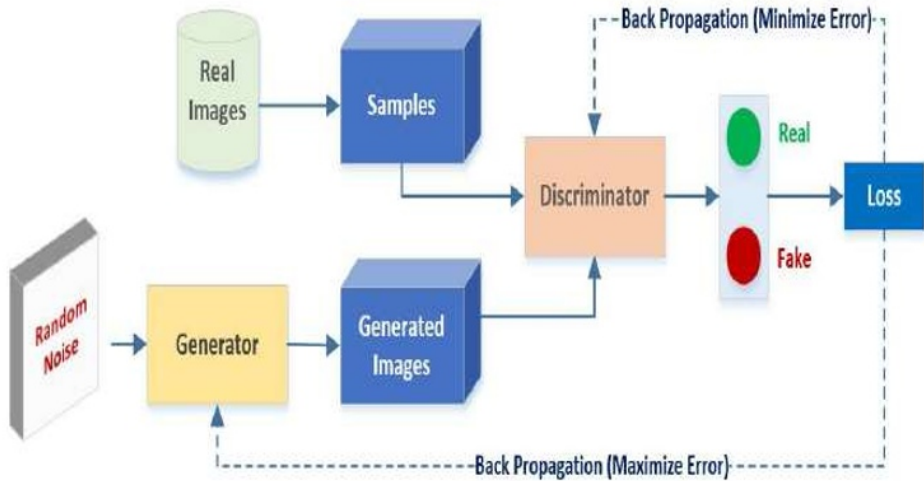 Back Propagation (Minimize Error)
Real
Images
Samples
Real
Discriminator
Loss
Fake
Random
Noise
Generator
Generated
Images
Back Propagation (Maximize Error)